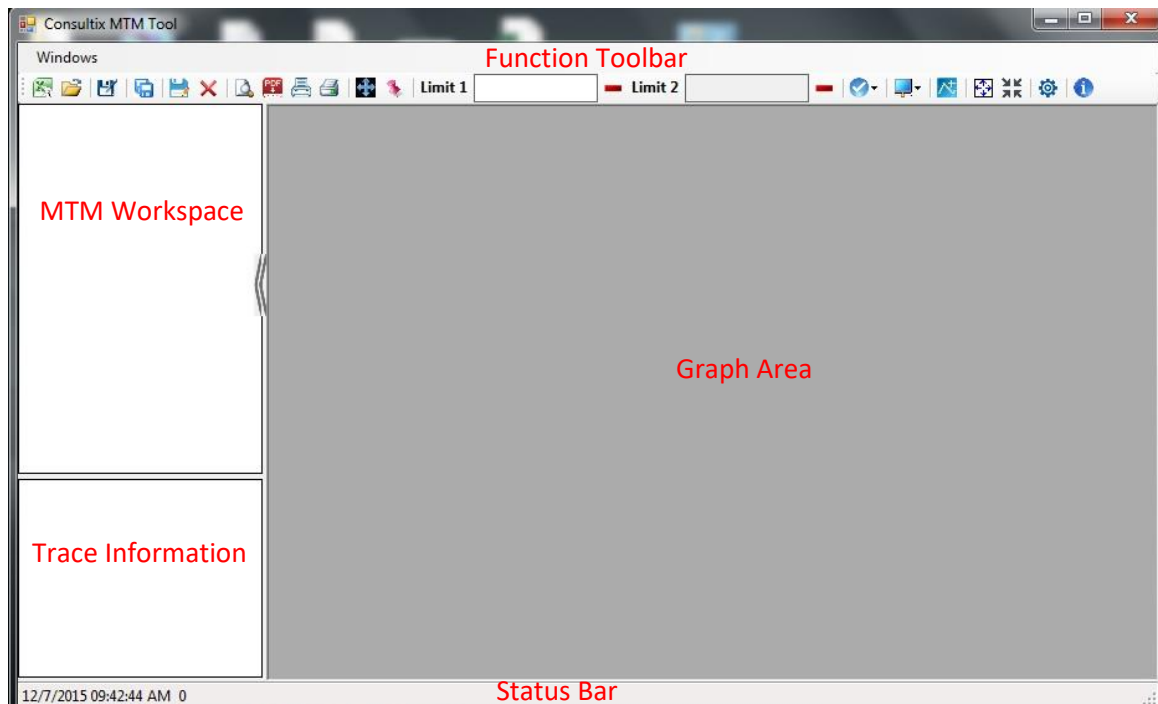 Consultix MTM Tool
Windows
Function Toolbar
PDF Limit 1 Limit 2
MTM Workspace
Graph Area
Trace Information
12/7/2015 09:42:44 AM 0
Status Bar